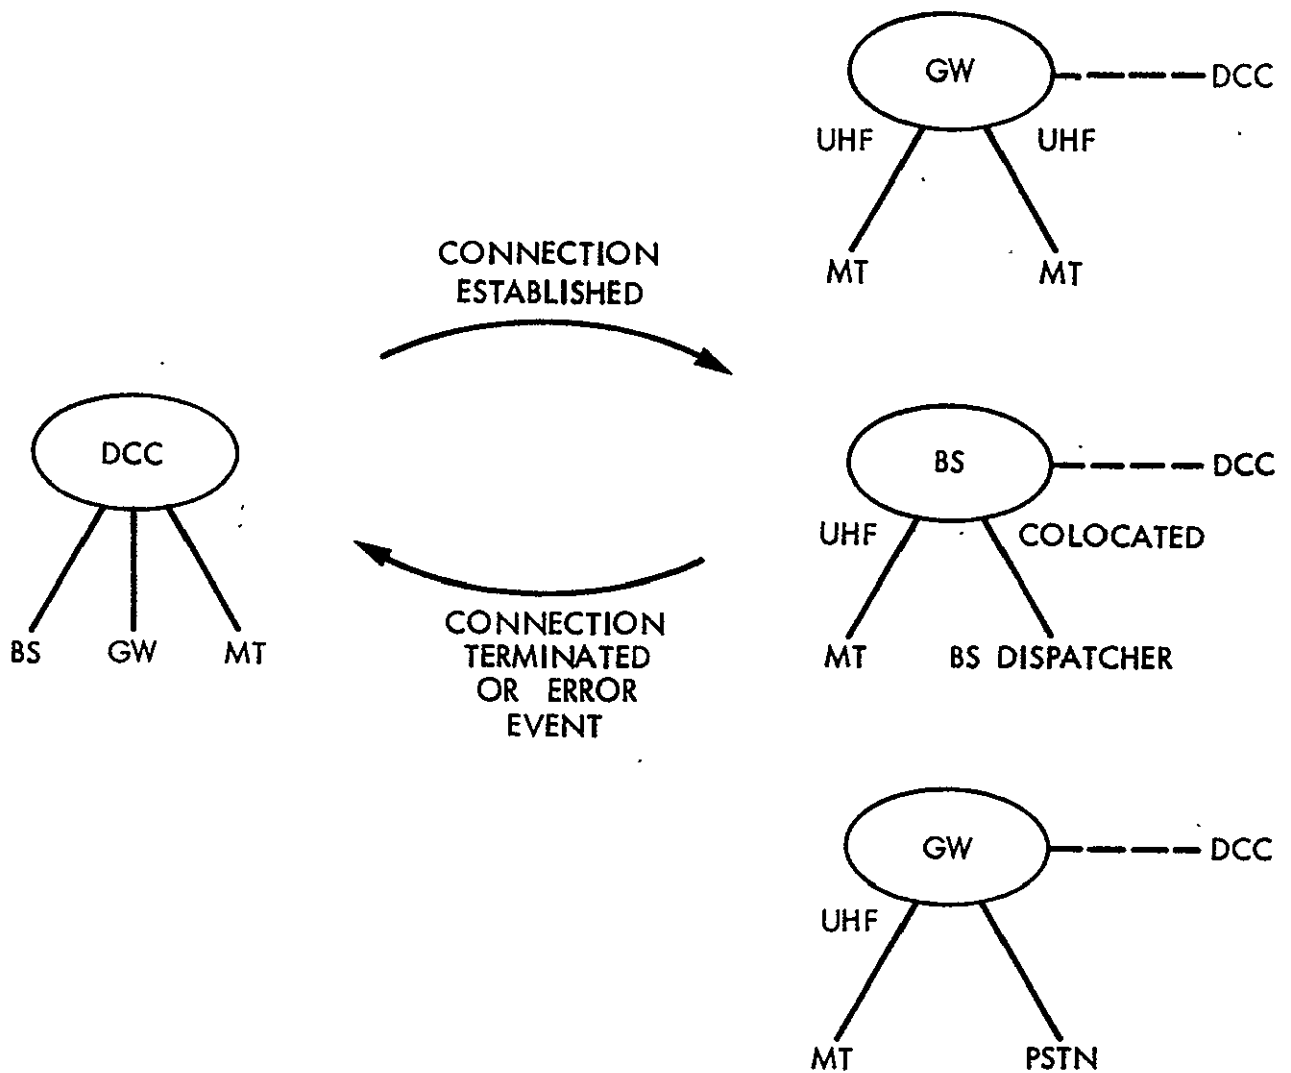 GW
DCC
UHF
UHF
MT
MT
CONNECTION
ESTABLISHED
DCC
BS
GW
MT
CONNECTION
TERMINATED
OR ERROR
EVENT
BS
DCC
UHF
COLOCATED
MT
BS DISPATCHER
GW
DCC
UHF
MT
PSTN